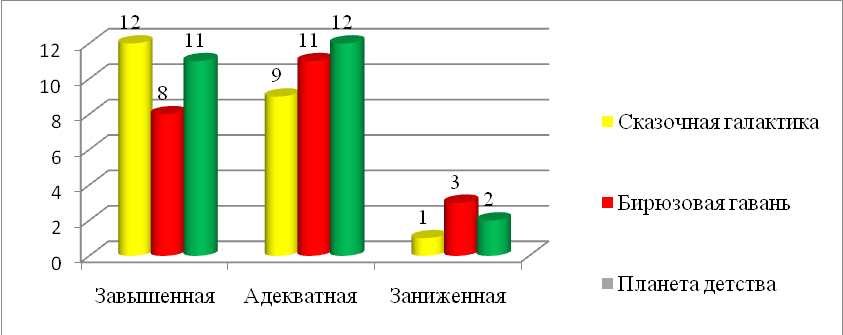 12
12
11
11
9
8
3
2
1
12
10
8
6
4
2
0
Завышенная
Адекватная
Заниженная
Сказочная галактика
Бирюзовая гавань
Планета детства